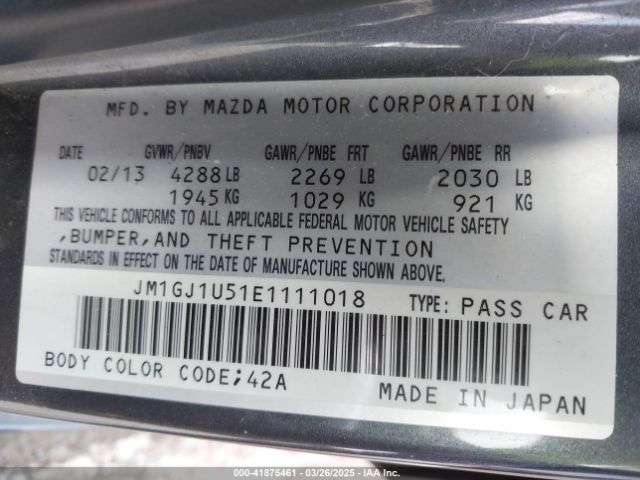 MFD. BY MAZDA MOTOR CORPORATION
DATE GVWR/PNBV GAWR/PNBE FRT GAWR/PNBE RR
02/13 4288 LB 2269 LB 2030 LB
1945 KG 1029 KG 921 KG
THIS VEHICLE CONFORMS TO ALL APPLICABLE FEDERAL MOTOR VEHICLE SAFETY
,BUMPER,AND THEFT PREVENTION
STANDARDS IN EFFECT ON THE DATE OF MANUFACTURE SHOWN ABOVE.
JM1GJ1U51E1111018 TYPE: PASS CAR
BODY COLOR CODE;42A
MADE IN JAPAN
000-41875461 | 03/26/2025 | IAA Inc.